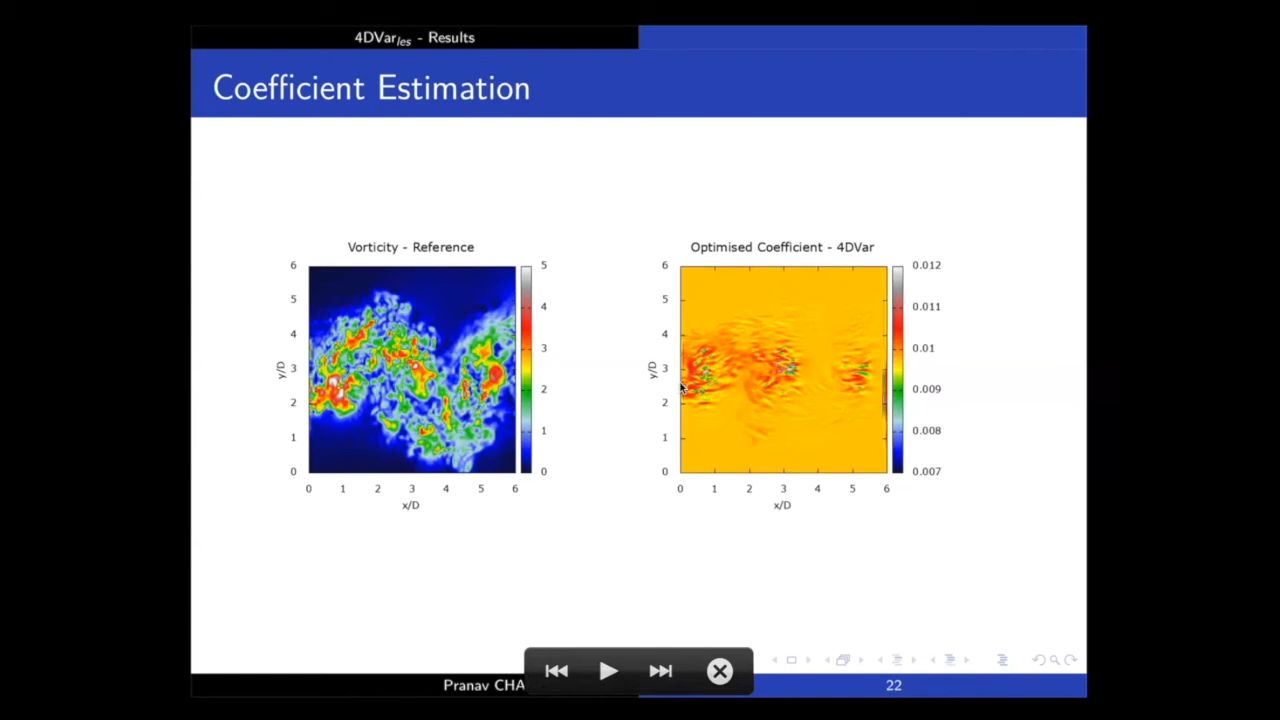 4DVarles - Results
Coefficient Estimation
Vorticity - Reference
6
5
4
3
2
1
0
y/D
0 1 2 3 4 5 6
x/D
5
4
3
2
1
0
Optimised Coefficient - 4DVar
6
5
4
3
2
1
0
y/D
0 1 2 3 4 5 6
x/D
0.012
0.011
0.01
0.009
0.008
0.007
Pranav CHA
22